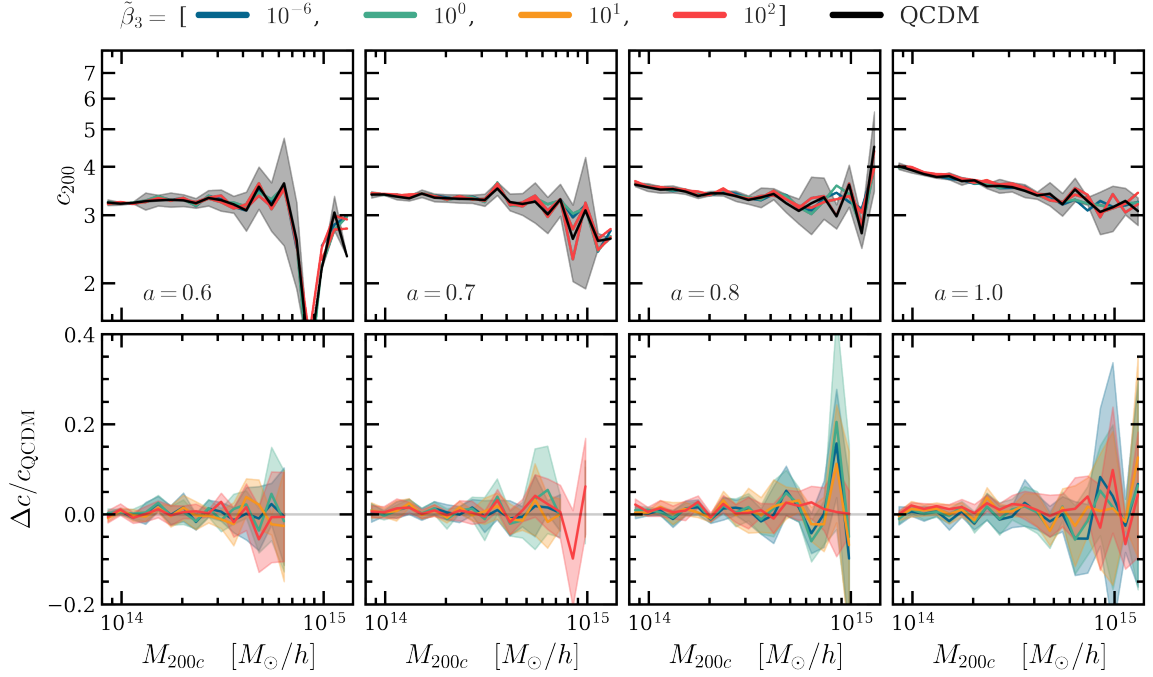 β̃₃ = [ 10⁻⁶, 10⁰, 10¹, 10²] QCDM
7
6
5
4
3
2
c₂₀₀
a = 0.6
a = 0.7
a = 0.8
a = 1.0
0.4
0.2
0.0
−0.2
Δc/c_QCDM
10¹⁴ 10¹⁵ 10¹⁴ 10¹⁵ 10¹⁴ 10¹⁵ 10¹⁴ 10¹⁵
M₂₀₀c [M⊙/h] M₂₀₀c [M⊙/h] M₂₀₀c [M⊙/h] M₂₀₀c [M⊙/h]